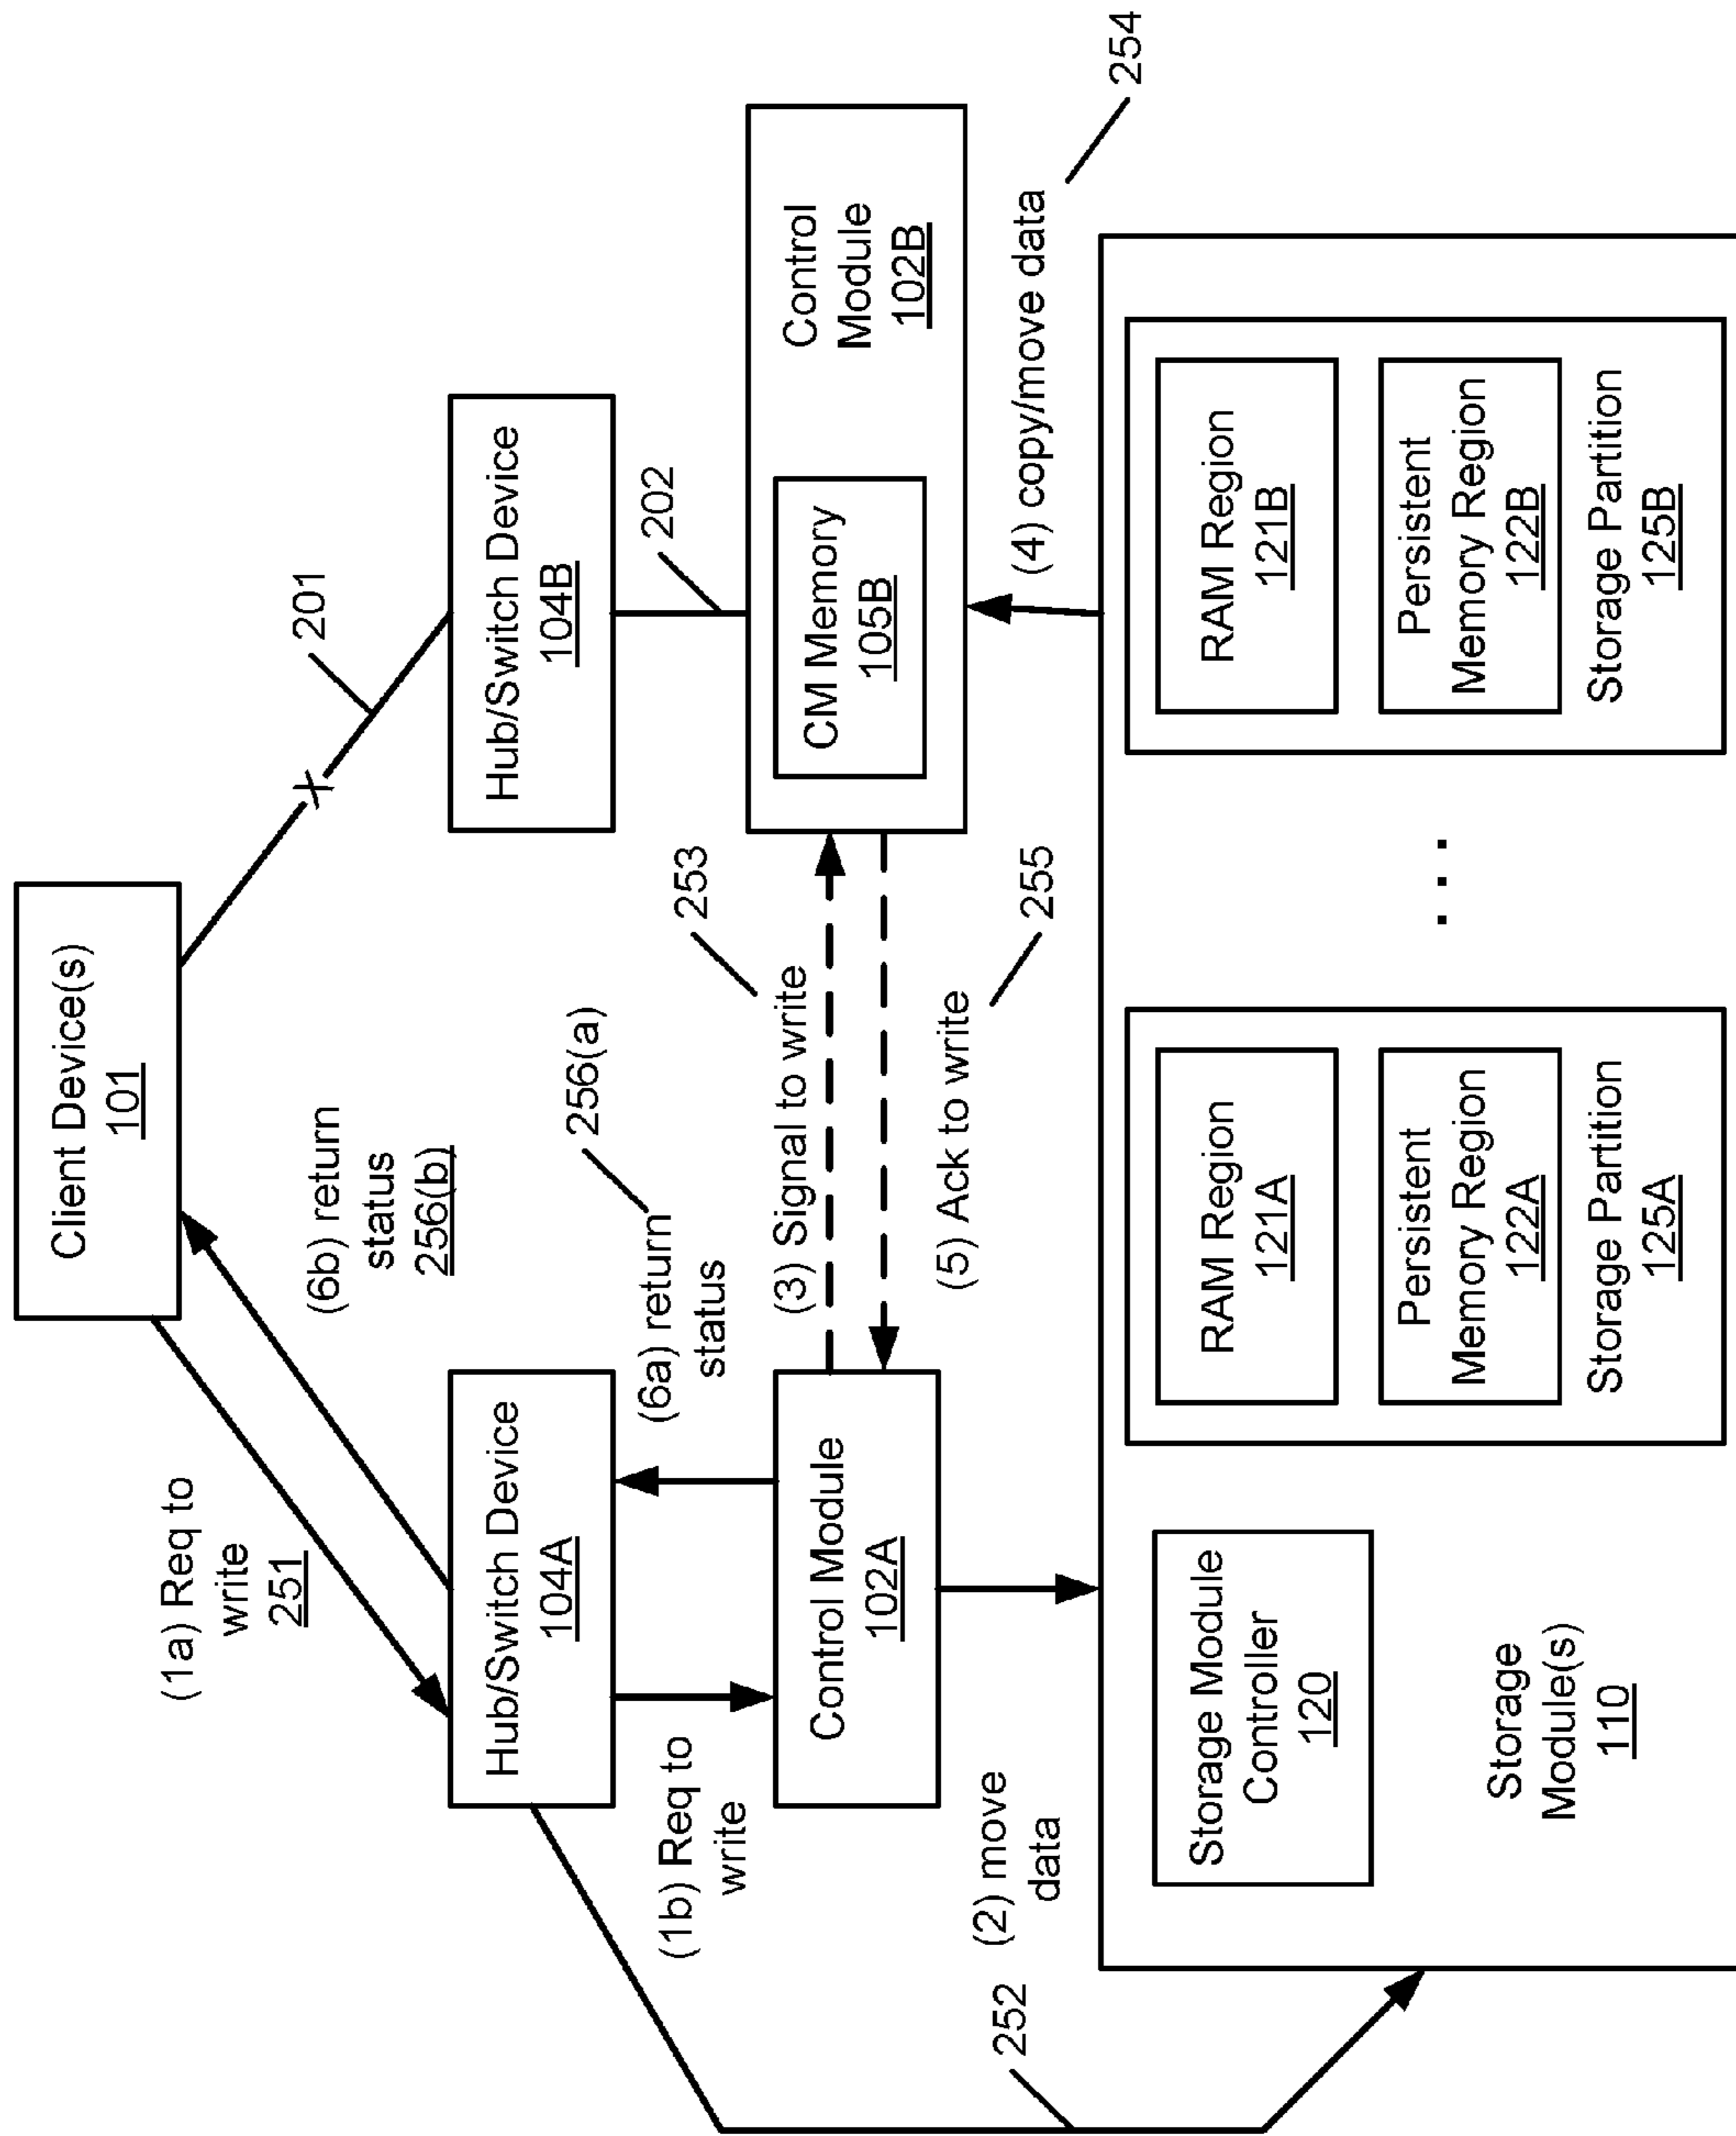 Client Device(s)
101
(1a) Req to
write
251
(6b) return
status
256(b)
201
Hub/Switch Device
104A
Hub/Switch Device
104B
256(a)
(1b) Req to
write
(6a) return
status
253
202
(3) Signal to write
Control Module
102A
CM Memory
105B
Control
Module
102B
(5) Ack to write
255
(2) move
data
252
(4) copy/move data
254
Storage Module
Controller
120
Storage
Module(s)
110
RAM Region
121A
Persistent
Memory Region
122A
Storage Partition
125A
. . .
RAM Region
121B
Persistent
Memory Region
122B
Storage Partition
125B